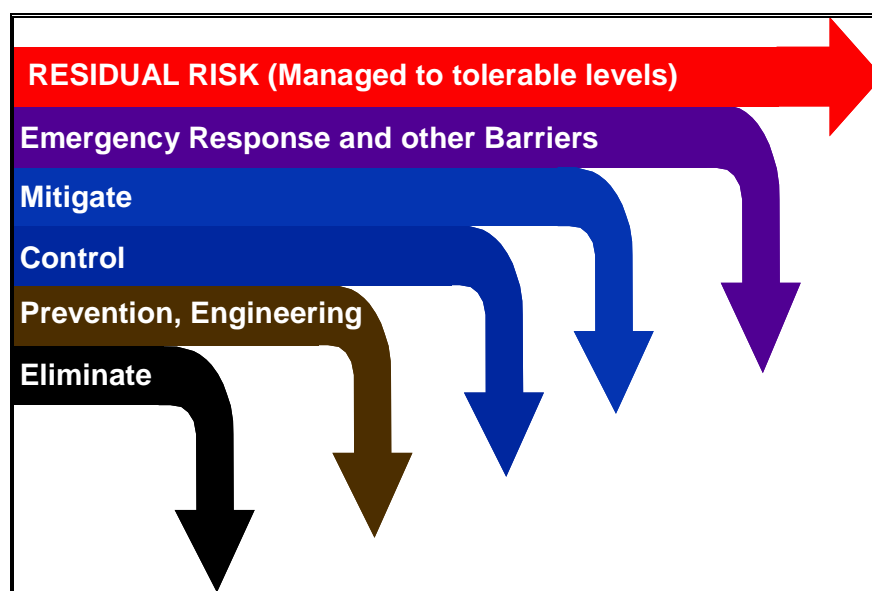 RESIDUAL RISK (Managed to tolerable levels)
Emergency Response and other Barriers
Mitigate
Control
Prevention, Engineering
Eliminate